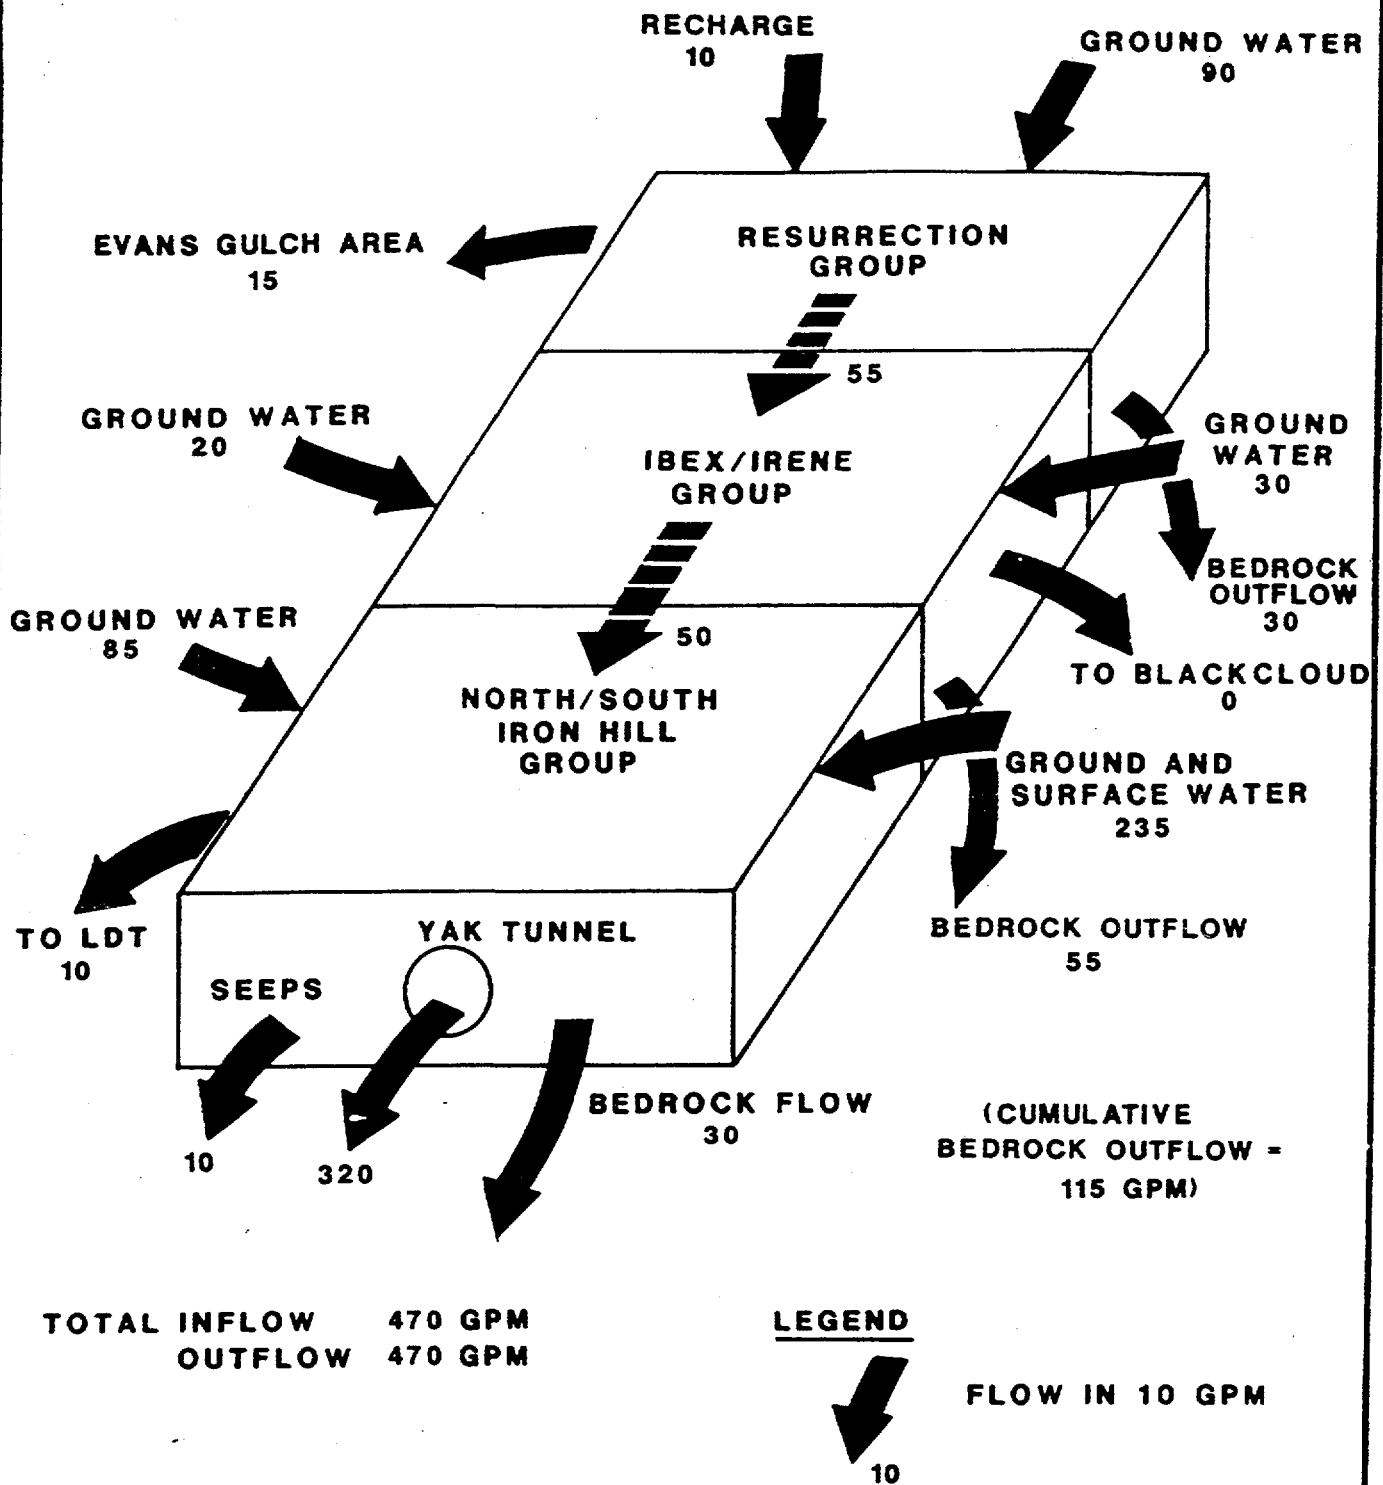 RECHARGE
10
GROUND WATER
90
EVANS GULCH AREA
15
RESURRECTION
GROUP
55
GROUND WATER
20
IBEX/IRENE
GROUP
GROUND
WATER
30
BEDROCK
OUTFLOW
30
GROUND WATER
85
50
TO BLACKCLOUD
0
NORTH/SOUTH
IRON HILL
GROUP
GROUND AND
SURFACE WATER
235
TO LDT
10
YAK TUNNEL
SEEPS
BEDROCK OUTFLOW
55
10
320
BEDROCK FLOW
30
(CUMULATIVE
BEDROCK OUTFLOW =
115 GPM)
TOTAL INFLOW 470 GPM
OUTFLOW 470 GPM
LEGEND
FLOW IN 10 GPM
10